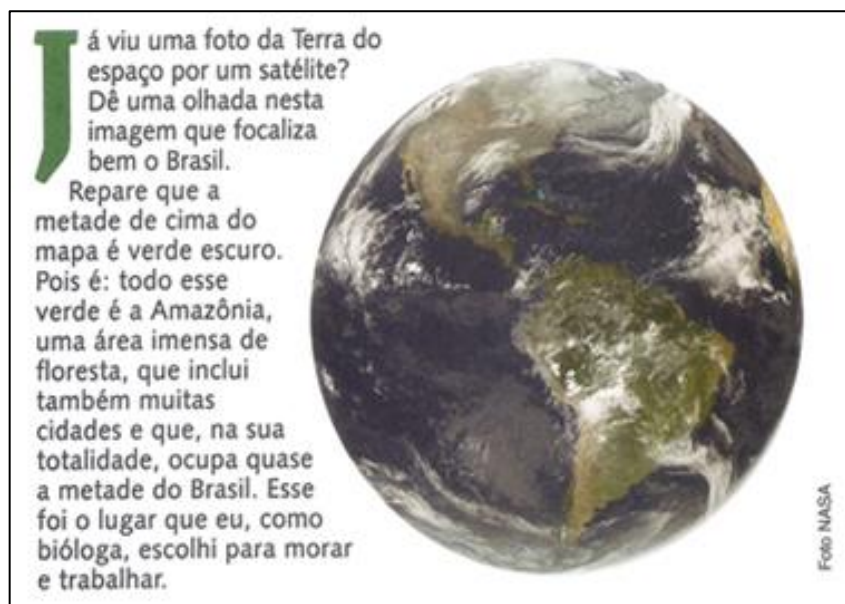 Já viu uma foto da Terra do
espaço por um satélite?
Dê uma olhada nesta
imagem que focaliza
bem o Brasil.
Repare que a
metade de cima do
mapa é verde escuro.
Pois é: todo esse
verde é a Amazônia,
uma área imensa de
floresta, que inclui
também muitas
cidades e que, na sua
totalidade, ocupa quase
a metade do Brasil. Esse
foi o lugar que eu, como
bióloga, escolhi para morar
e trabalhar.
Foto NASA